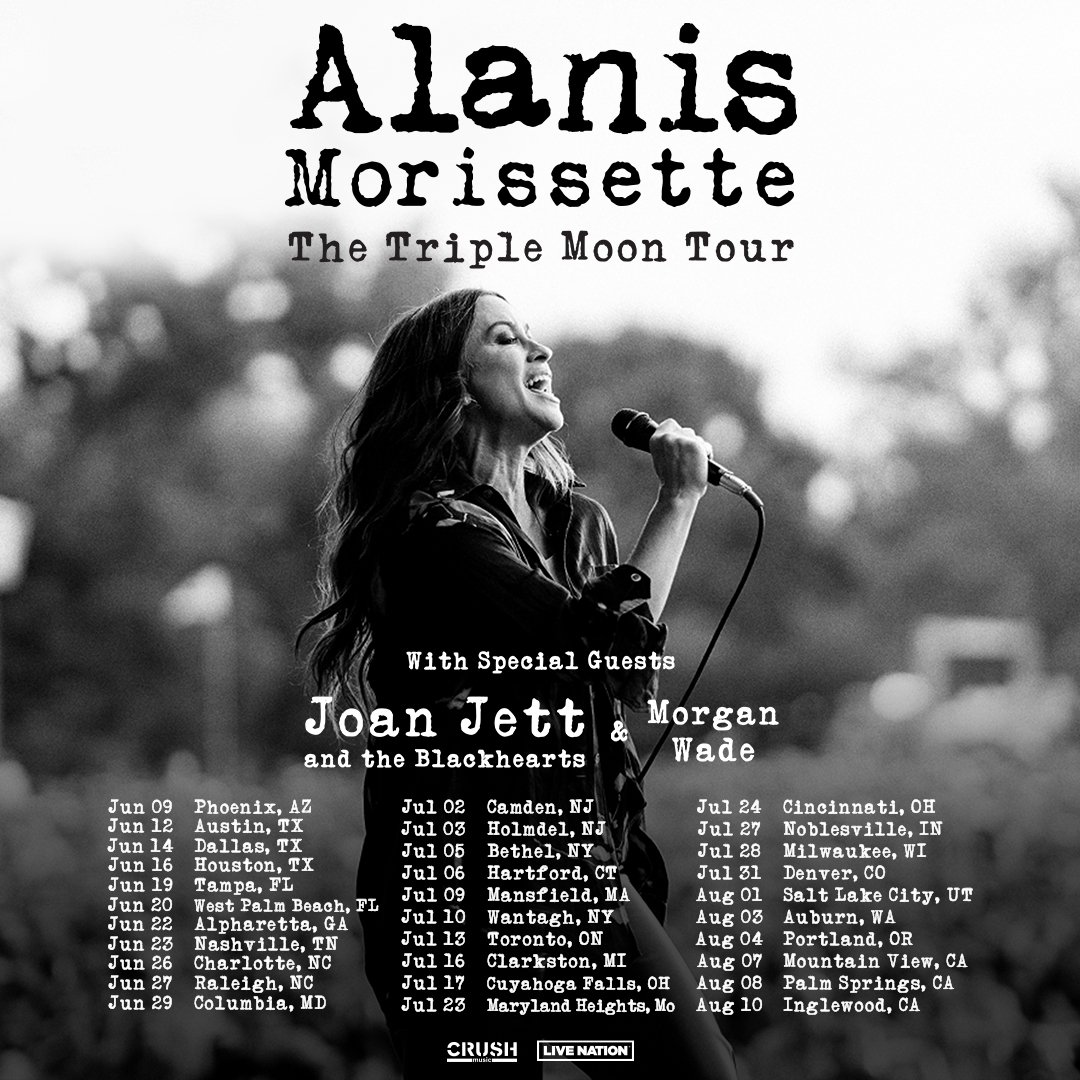 Alanis
Morissette
The Triple Moon Tour
With Special Guests
Joan Jett
and the Blackhearts
&
Morgan
Wade
Jun 09 Phoenix, AZ
Jun 12 Austin, TX
Jun 14 Dallas, TX
Jun 16 Houston, TX
Jun 19 Tampa, FL
Jun 20 West Palm Beach, FL
Jun 22 Alpharetta, GA
Jun 23 Nashville, TN
Jun 26 Charlotte, NC
Jun 27 Raleigh, NC
Jun 29 Columbia, MD
Jul 02 Camden, NJ
Jul 03 Holmdel, NJ
Jul 05 Bethel, NY
Jul 06 Hartford, CT
Jul 09 Mansfield, MA
Jul 10 Wantagh, NY
Jul 13 Toronto, ON
Jul 16 Clarkston, MI
Jul 17 Cuyahoga Falls, OH
Jul 23 Maryland Heights, Mo
Jul 24 Cincinnati, OH
Jul 27 Noblesville, IN
Jul 28 Milwaukee, WI
Jul 31 Denver, CO
Aug 01 Salt Lake City, UT
Aug 03 Auburn, WA
Aug 04 Portland, OR
Aug 07 Mountain View, CA
Aug 08 Palm Springs, CA
Aug 10 Inglewood, CA
CRUSH
music
LIVE NATION